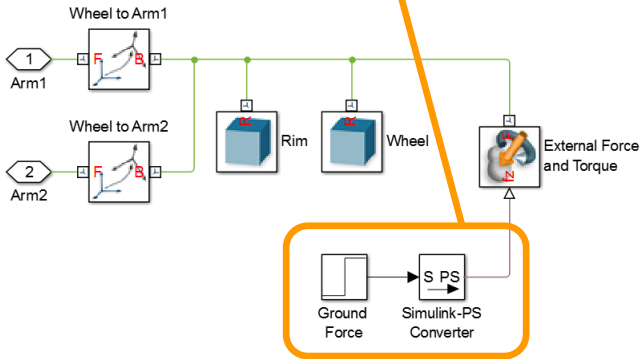 Wheel to Arm1
1
F
B
Arm1
Wheel to Arm2
2
F
B
Arm2
R
Rim
R
Wheel
F
fz
External Force
and Torque
S PS
Ground
Force
Simulink-PS
Converter